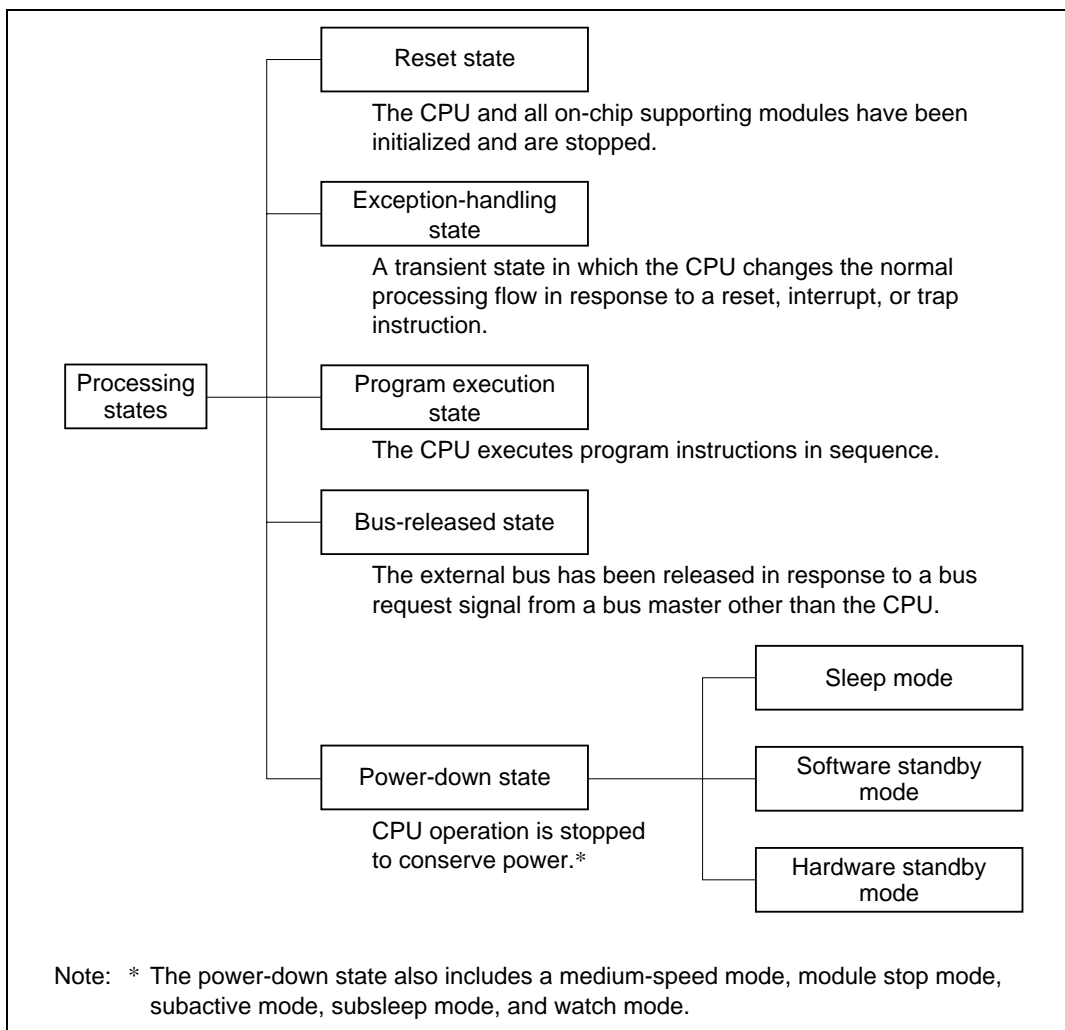 Reset state
The CPU and all on-chip supporting modules have been
initialized and are stopped.
Exception-handling
state
A transient state in which the CPU changes the normal
processing flow in response to a reset, interrupt, or trap
instruction.
Processing
states
Program execution
state
The CPU executes program instructions in sequence.
Bus-released state
The external bus has been released in response to a bus
request signal from a bus master other than the CPU.
Power-down state
CPU operation is stopped
to conserve power.*
Sleep mode
Software standby
mode
Hardware standby
mode
Note: * The power-down state also includes a medium-speed mode, module stop mode,
subactive mode, subsleep mode, and watch mode.